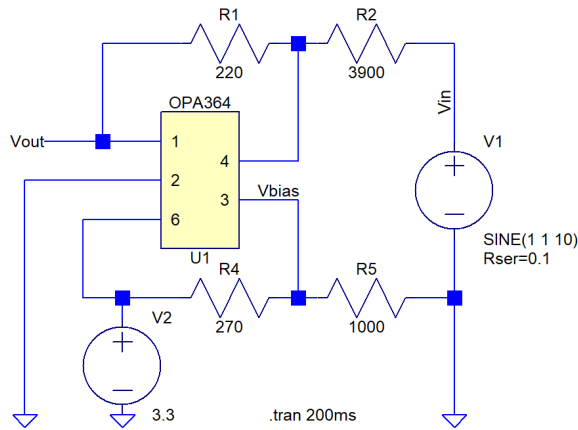 R1
R2
220
3900
OPA364
Vin
Vout
1
4
V1
2
3
Vbias
6
SINE(1 1 10)
Rser=0.1
U1
R4
R5
V2
270
1000
3.3
.tran 200ms